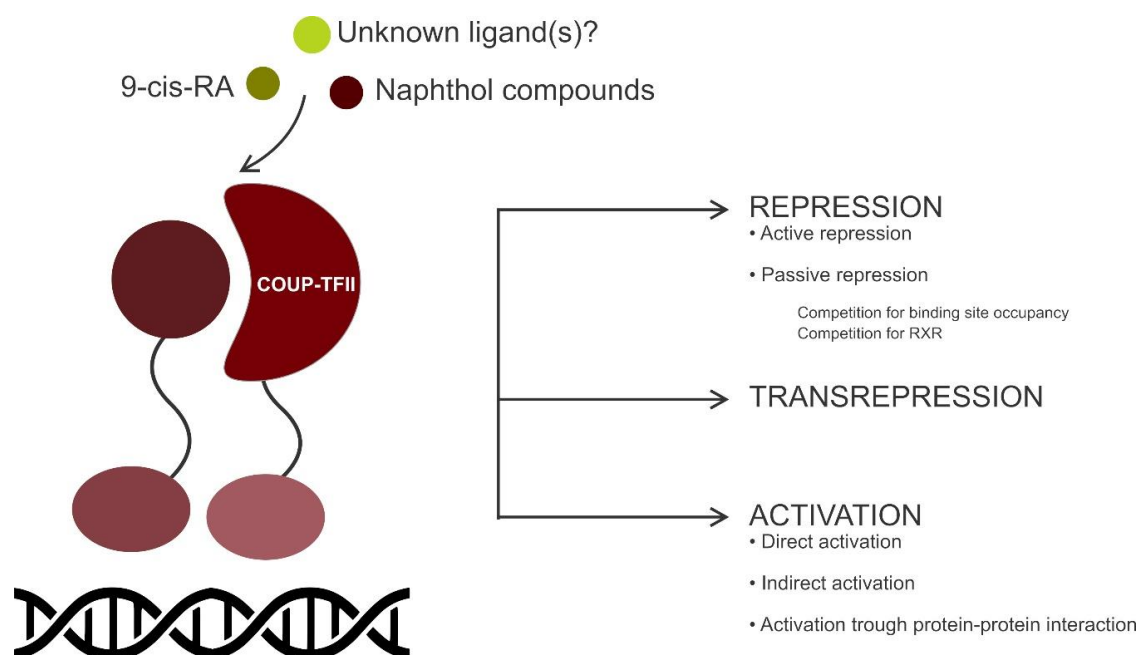 Unknown ligand(s)?
9-cis-RA
Naphthol compounds
COUP-TFII
REPRESSION
• Active repression
• Passive repression
Competition for binding site occupancy
Competition for RXR
TRANSREPRESSION
ACTIVATION
• Direct activation
• Indirect activation
• Activation trough protein-protein interaction